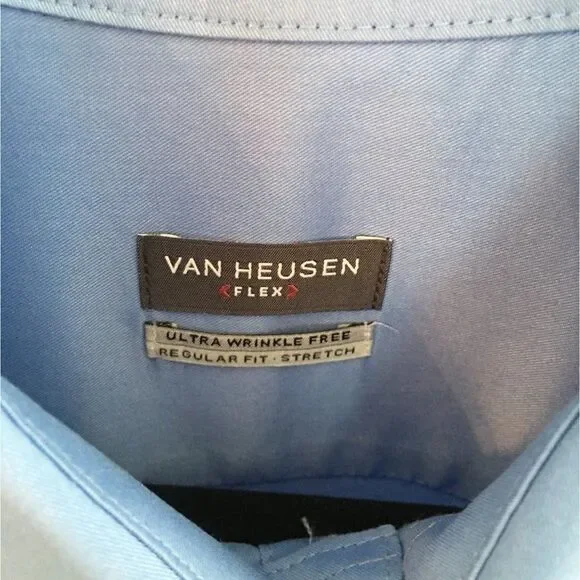 VAN HEUSEN
<FLEX>
ULTRA WRINKLE FREE
REGULAR FIT · STRETCH